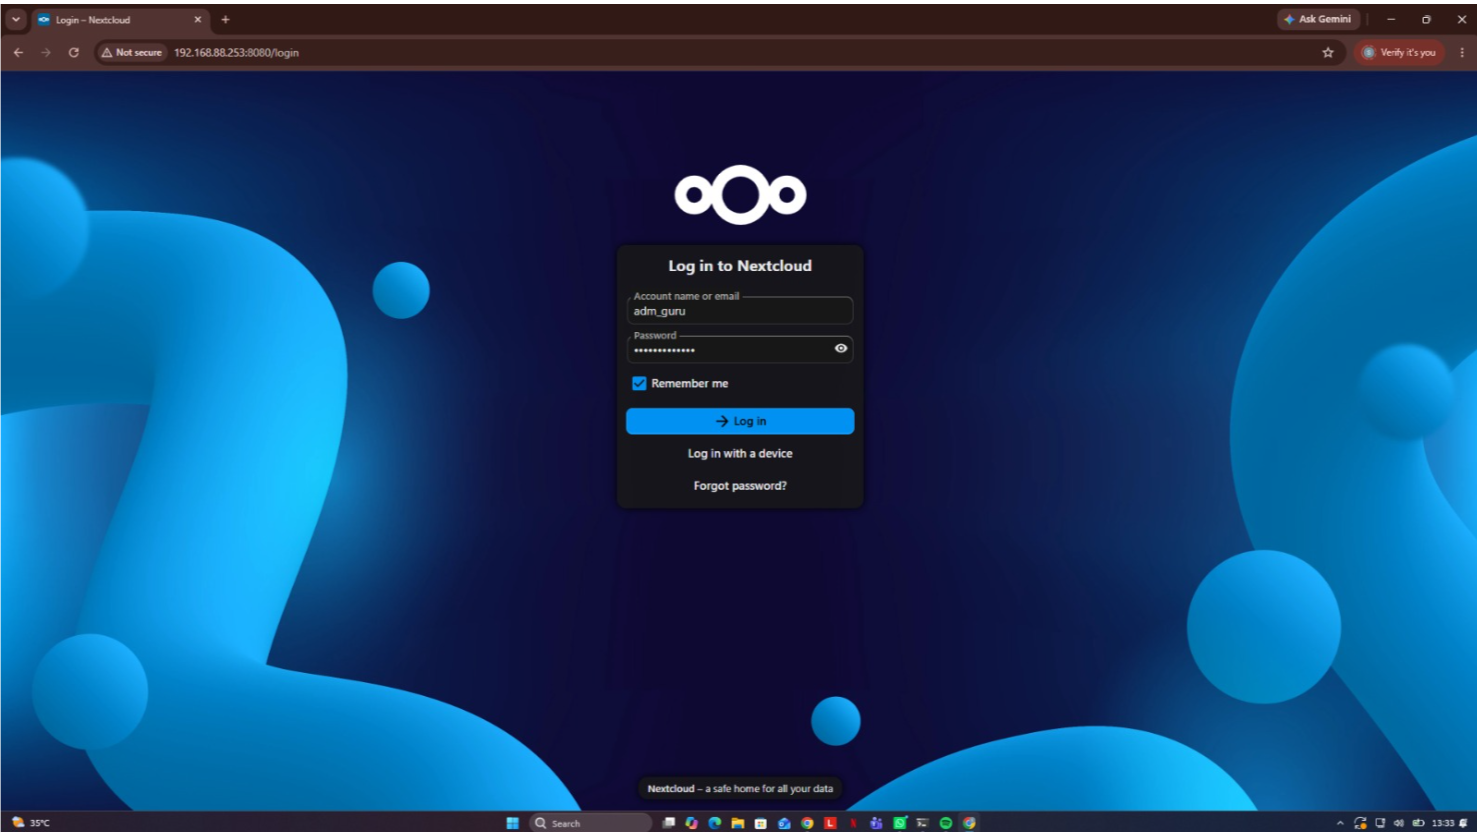 Login – Nextcloud
Ask Gemini
Not secure
192.168.88.253:8080/login
Verify it's you
Log in to Nextcloud
Account name or email
adm_guru
Password
•••••••••••••
Remember me
Log in
Log in with a device
Forgot password?
Nextcloud – a safe home for all your data
35°C
Search
13:33